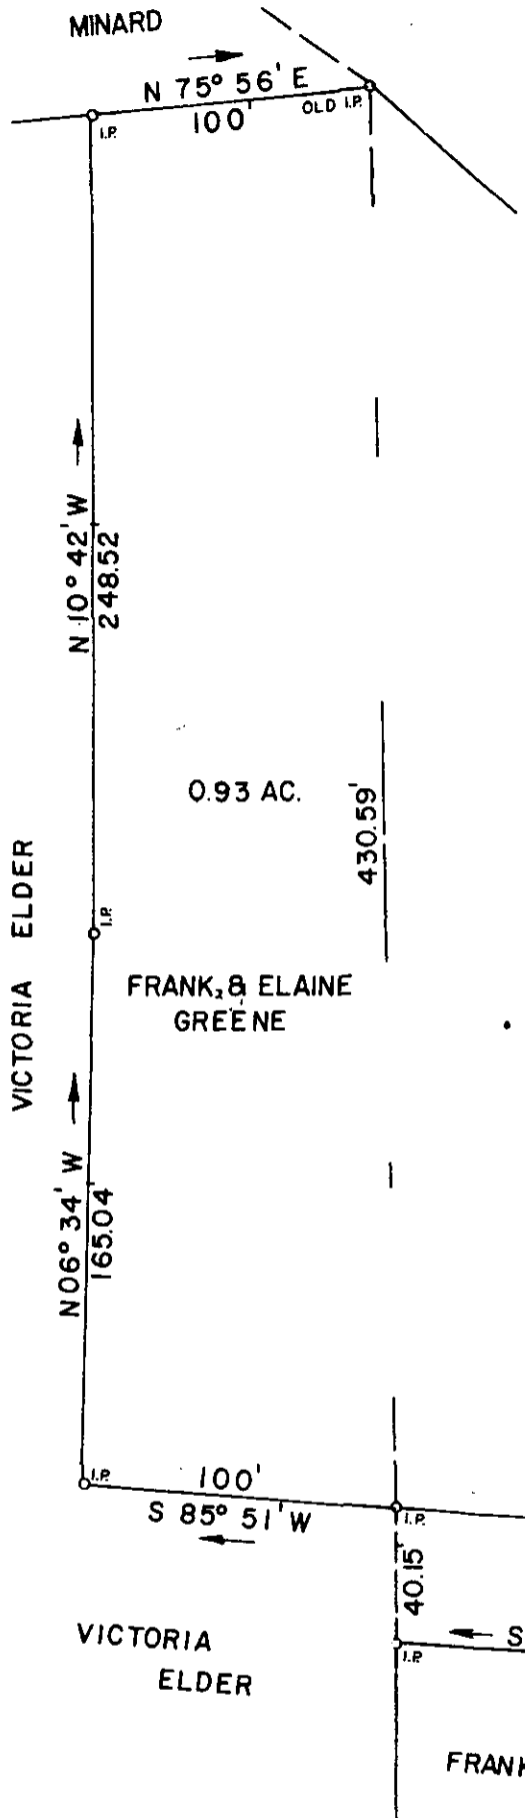 MINARD
N 75° 56' E
100'
I.P.
OLD I.P.
N 10° 42' W
248.52'
0.93 AC.
430.59'
VICTORIA ELDER
I.P.
FRANK & ELAINE
GREENE
N 06° 34' W
165.04'
I.P.
100'
S 85° 51' W
I.P.
40.15'
VICTORIA
ELDER
S
I.P.
FRANK